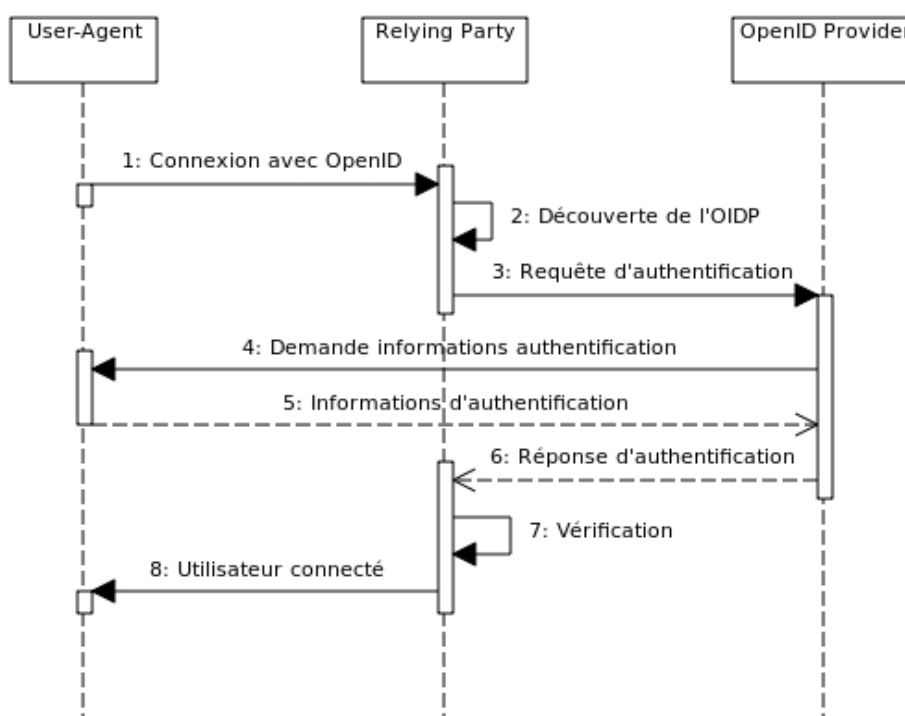 User-Agent
Relying Party
OpenID Provider
1: Connexion avec OpenID
2: Découverte de l'OIDP
3: Requête d'authentification
4: Demande informations authentification
5: Informations d'authentification
6: Réponse d'authentification
7: Vérification
8: Utilisateur connecté